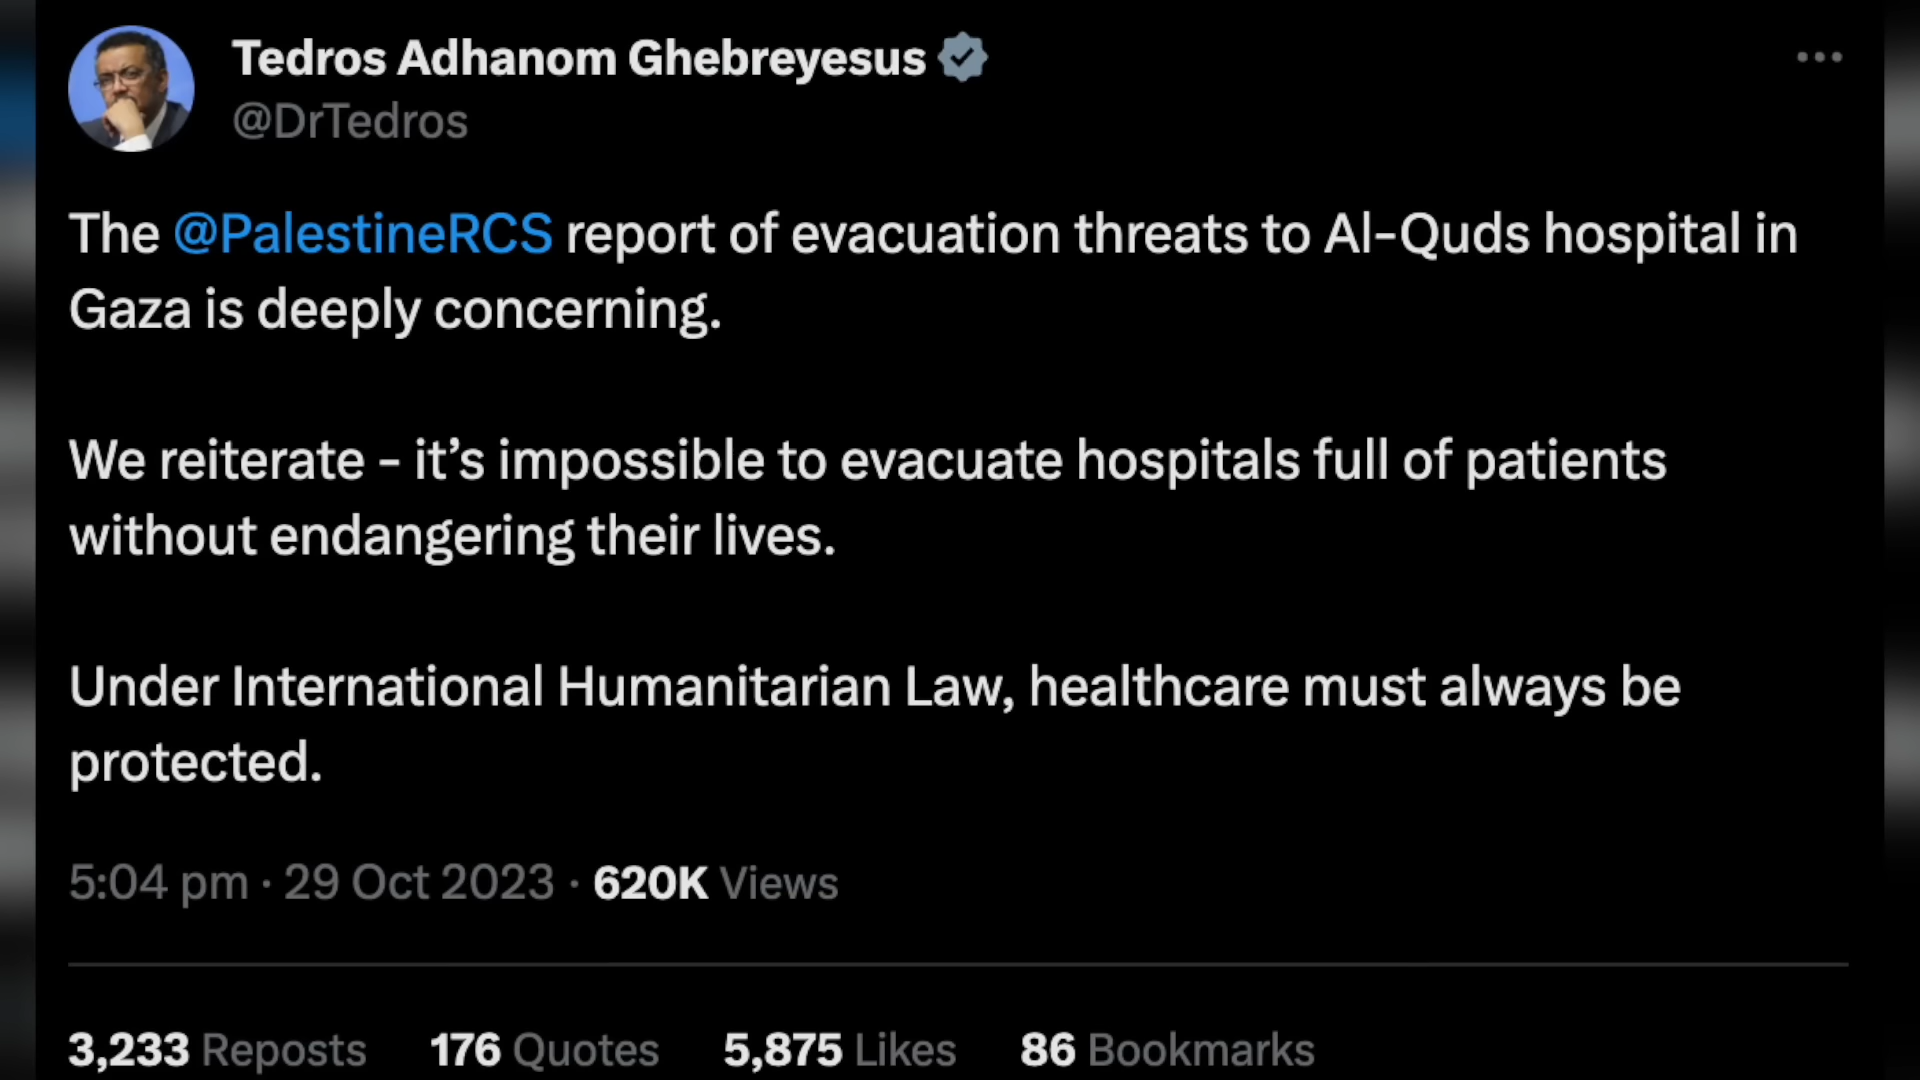 Tedros Adhanom Ghebreyesus
@DrTedros
The @PalestineRCS report of evacuation threats to Al-Quds hospital in
Gaza is deeply concerning.
We reiterate - it’s impossible to evacuate hospitals full of patients
without endangering their lives.
Under International Humanitarian Law, healthcare must always be
protected.
5:04 pm · 29 Oct 2023 · 620K Views
3,233 Reposts 176 Quotes 5,875 Likes 86 Bookmarks